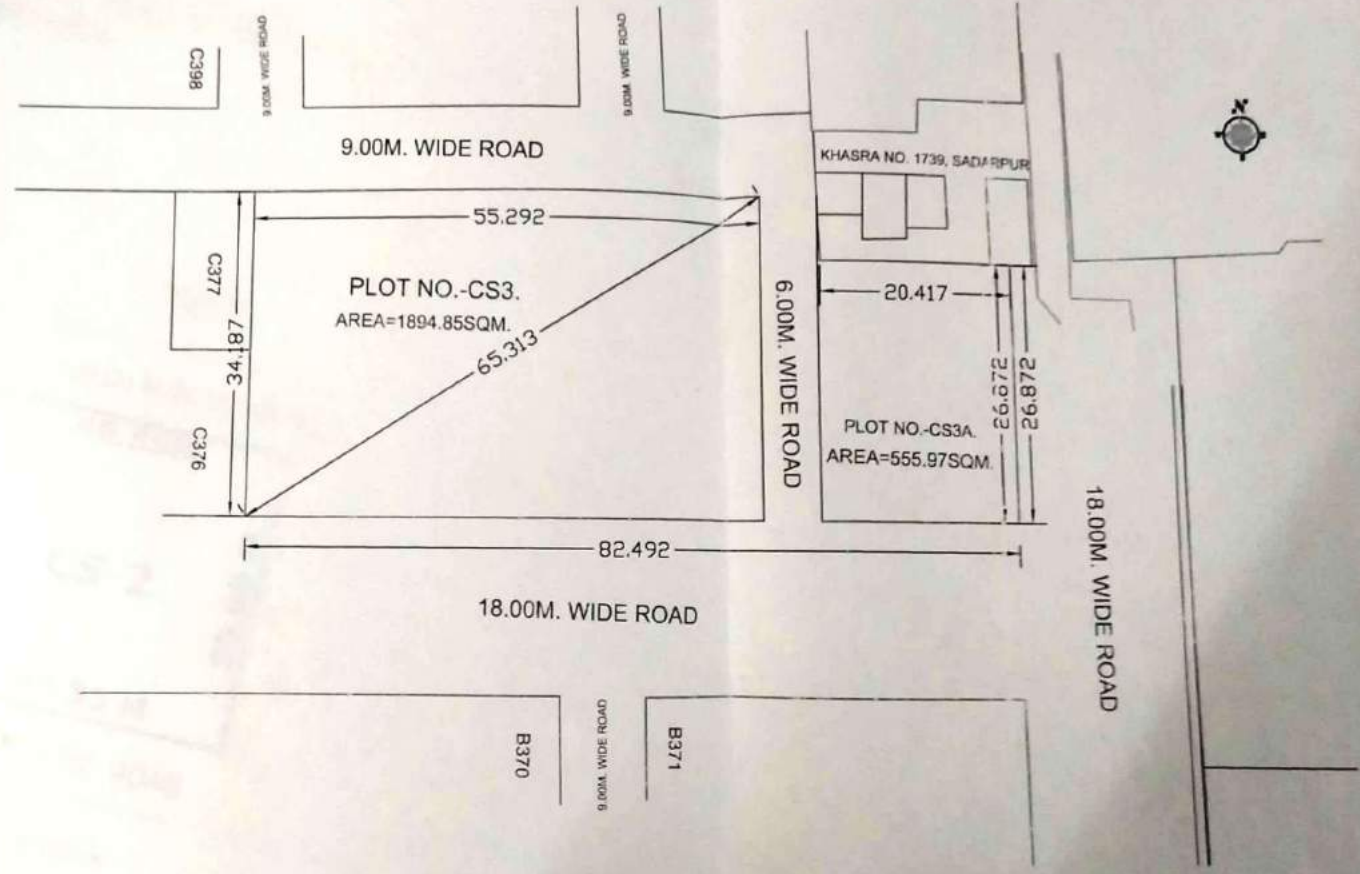 C398
9.00M. WIDE ROAD
9.00M. WIDE ROAD
N
9.00M. WIDE ROAD
KHASRA NO. 1739, SADARPUR
55.292
C377
PLOT NO.-CS3.
AREA=1894.85SQM.
34.187
65.313
6.00M. WIDE ROAD
20.417
26.872
26.872
C376
PLOT NO.-CS3A.
AREA=555.97SQM.
82.492
18.00M. WIDE ROAD
18.00M. WIDE ROAD
B370
9.00M. WIDE ROAD
B371